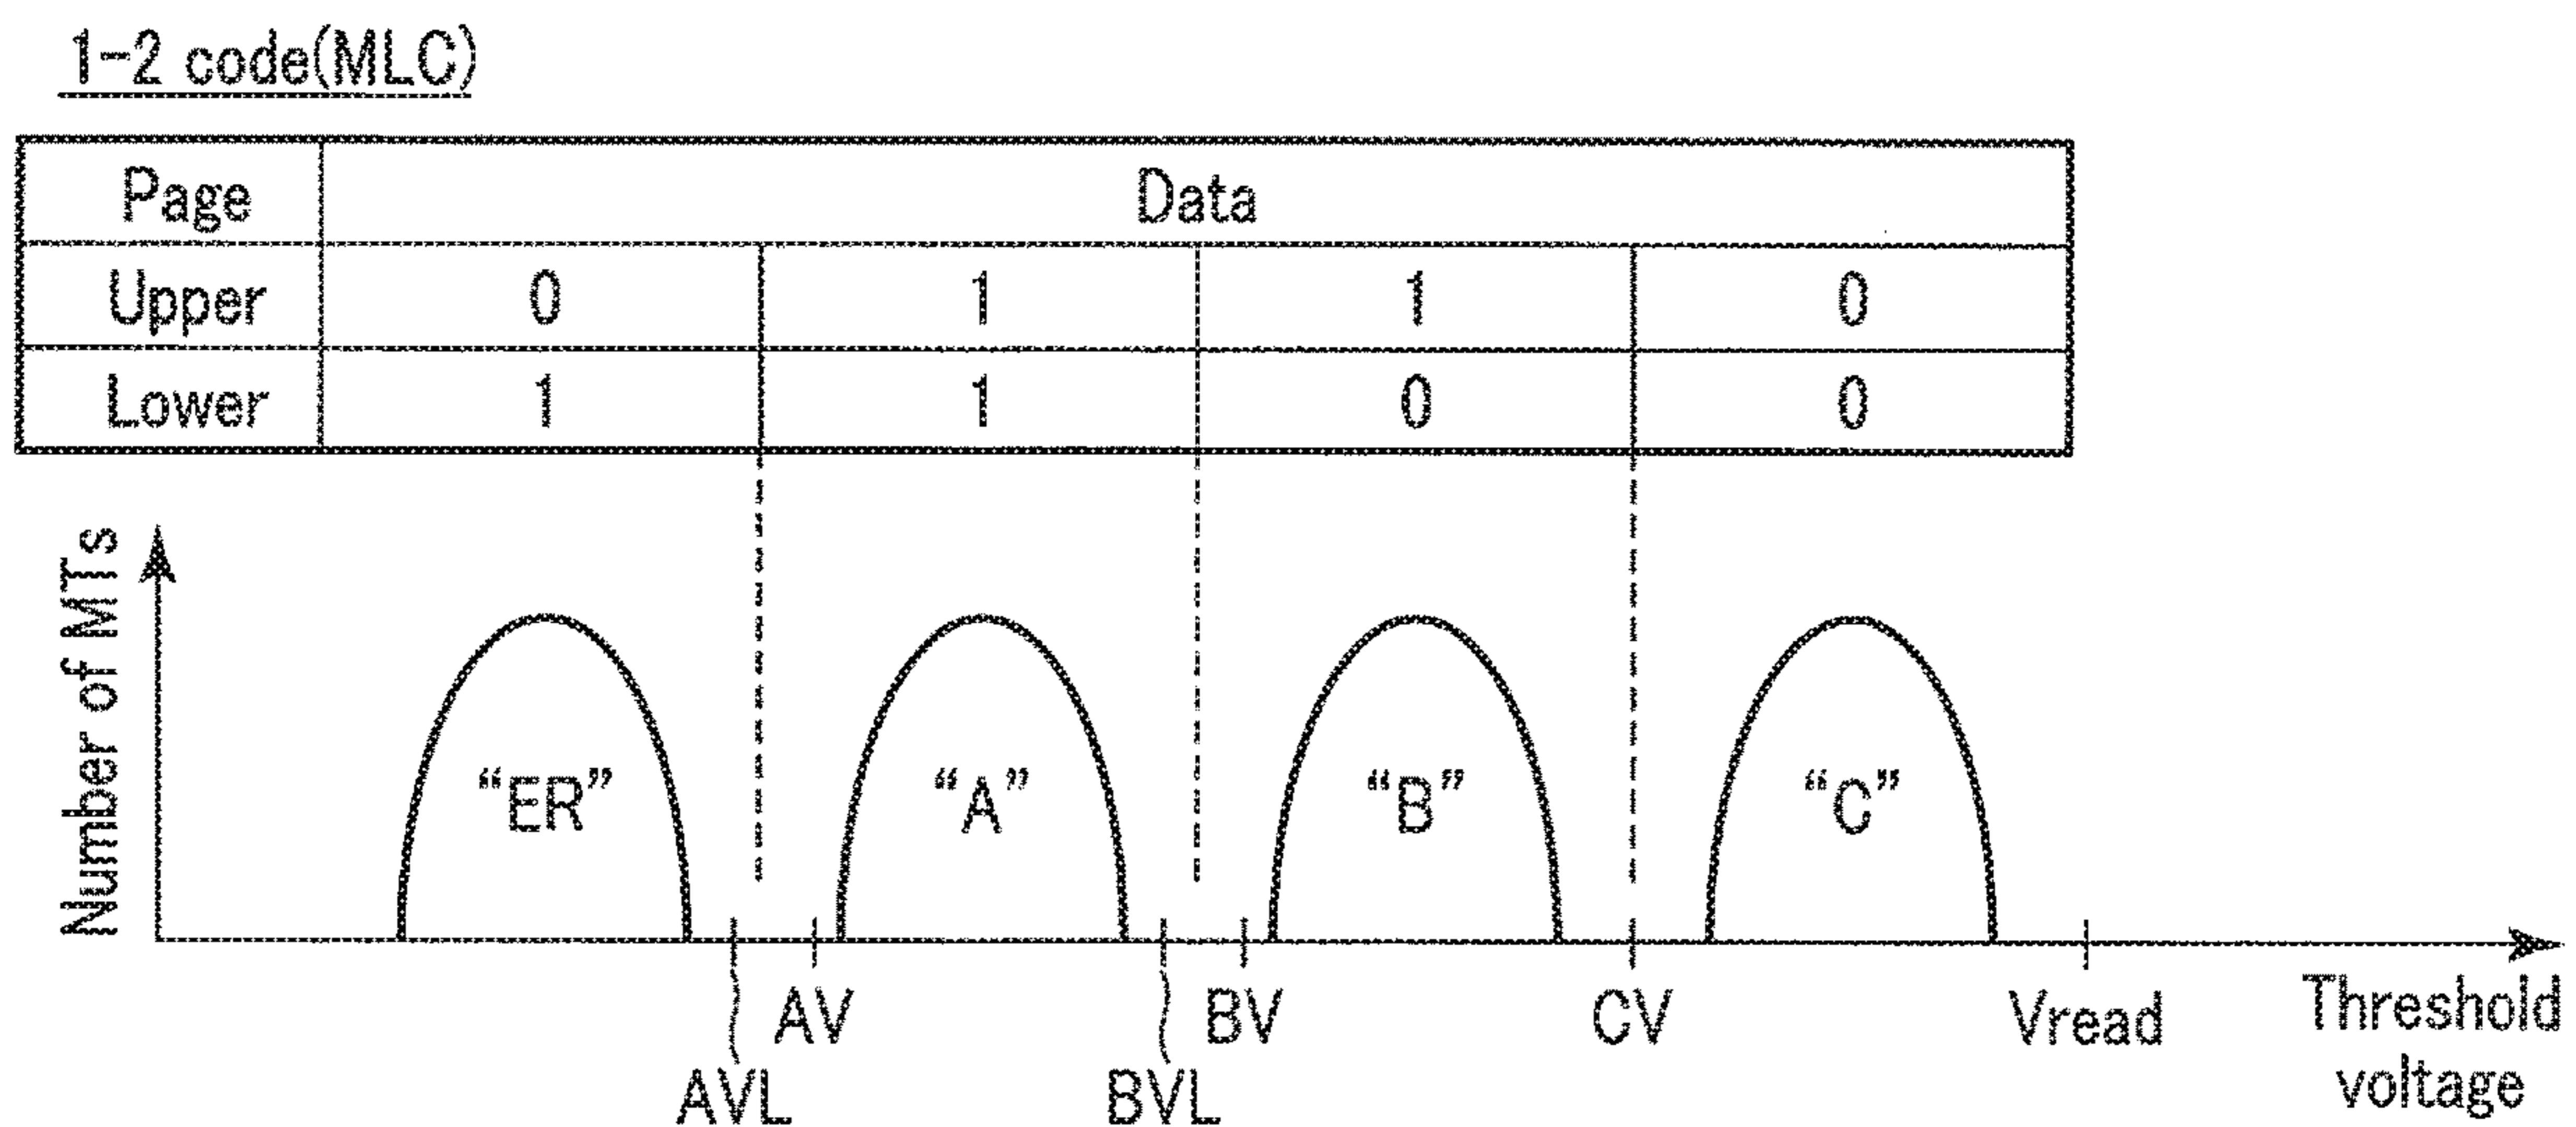 1-2 code(MLC)
Page Data
Upper 0 1 1 0
Lower 1 1 0 0
Number of MTs
“ER” “A” “B” “C”
AV BV CV Vread Threshold
voltage
AVL BVL